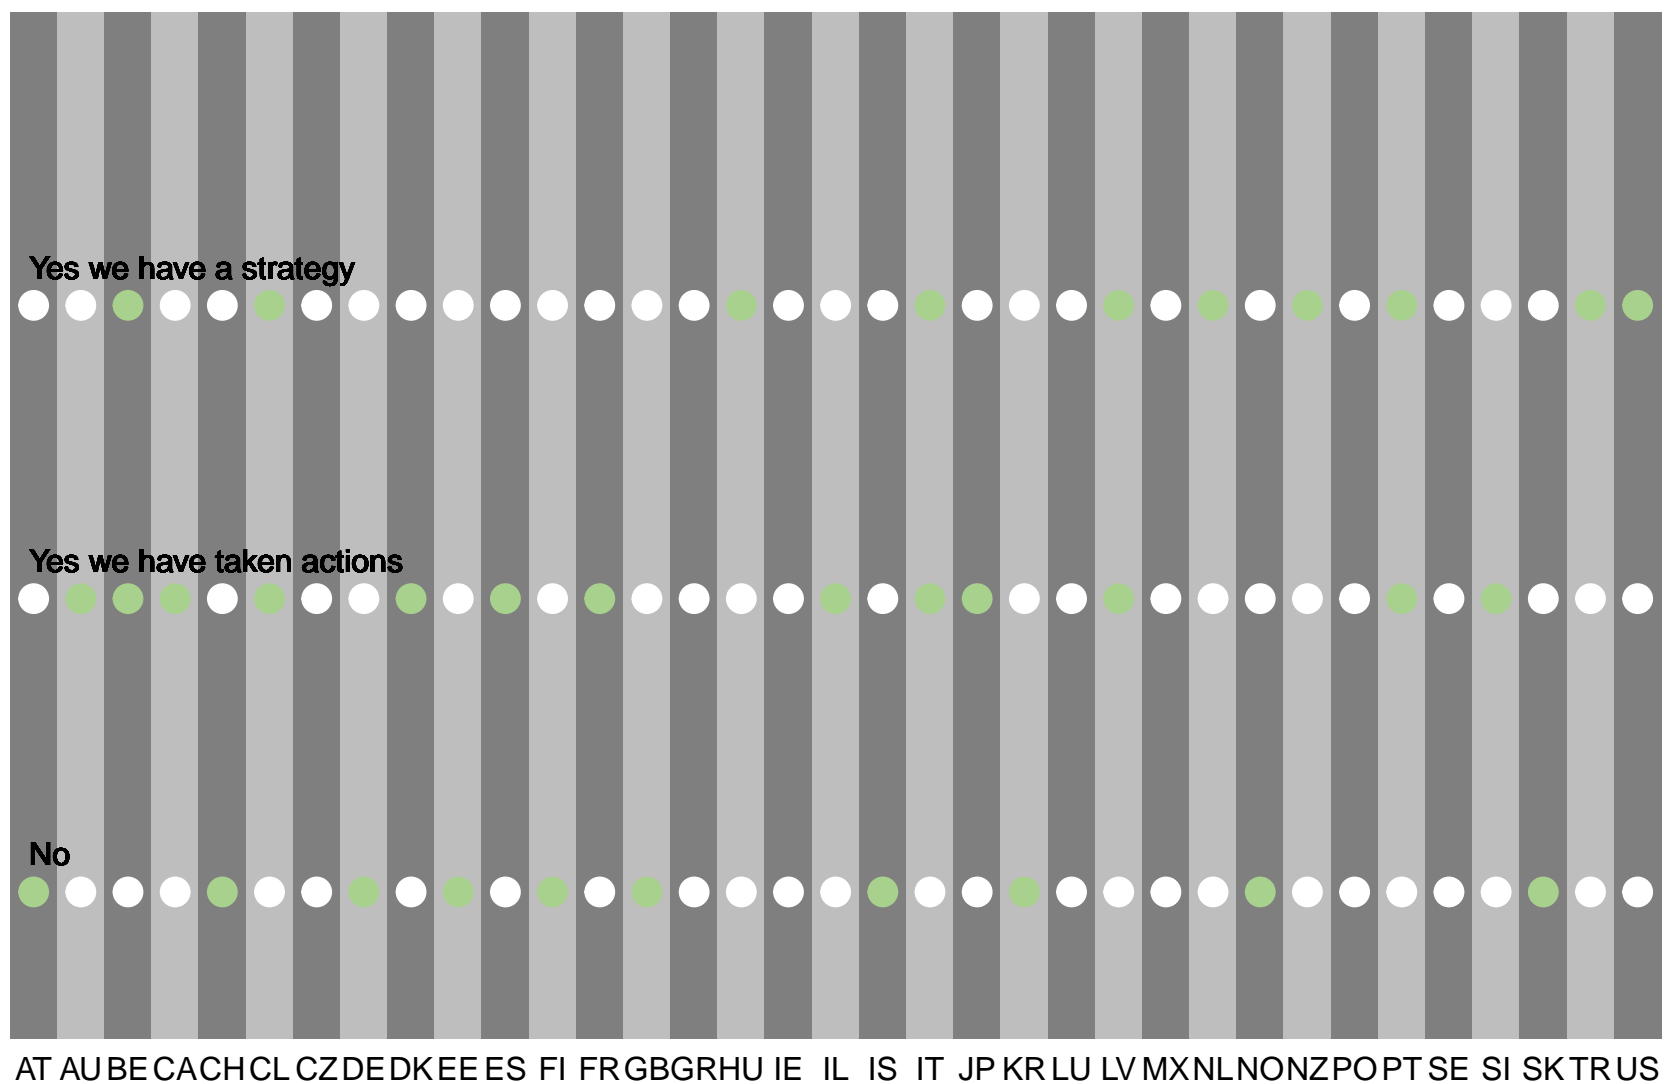 Yes we have a strategy
Yes we have taken actions
No
AT AU BE CA CH CL CZ DE DK EE ES FI FR GB GR HU IE IL IS IT JP KR LU LV MX NL NO NZ PO PT SE SI SK TR US